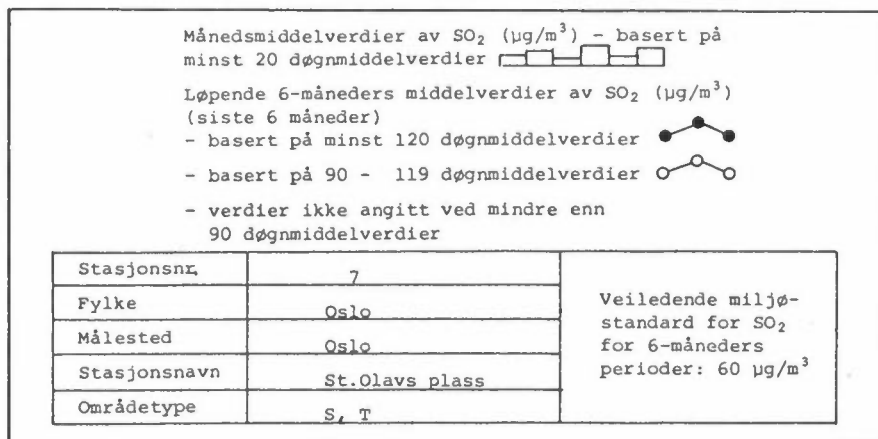 Månedsmiddelverdier av SO₂ (µg/m³) - basert på
minst 20 døgnmiddelverdier
Løpende 6-måneders middelverdier av SO₂ (µg/m³)
(siste 6 måneder)
- basert på minst 120 døgnmiddelverdier
- basert på 90 - 119 døgnmiddelverdier
- verdier ikke angitt ved mindre enn
90 døgnmiddelverdier
Stasjonsnr. 7
Fylke Oslo
Målested Oslo
Stasjonsnavn St.Olavs plass
Områdetype S, T
Veiledende miljø-
standard for SO₂
for 6-måneders
perioder: 60 µg/m³